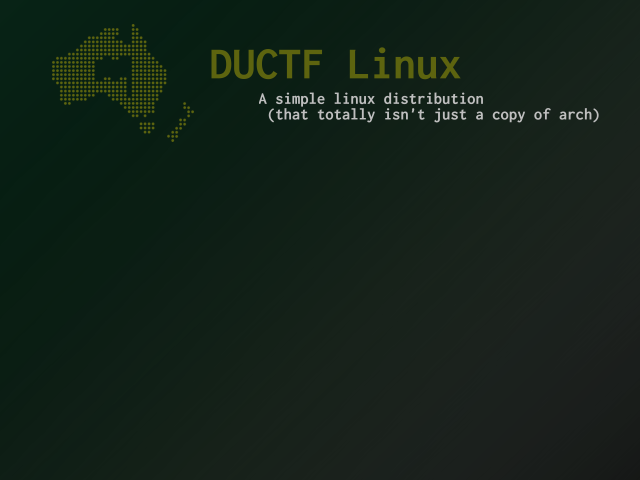 DUCTF Linux
A simple linux distribution
(that totally isn't just a copy of arch)